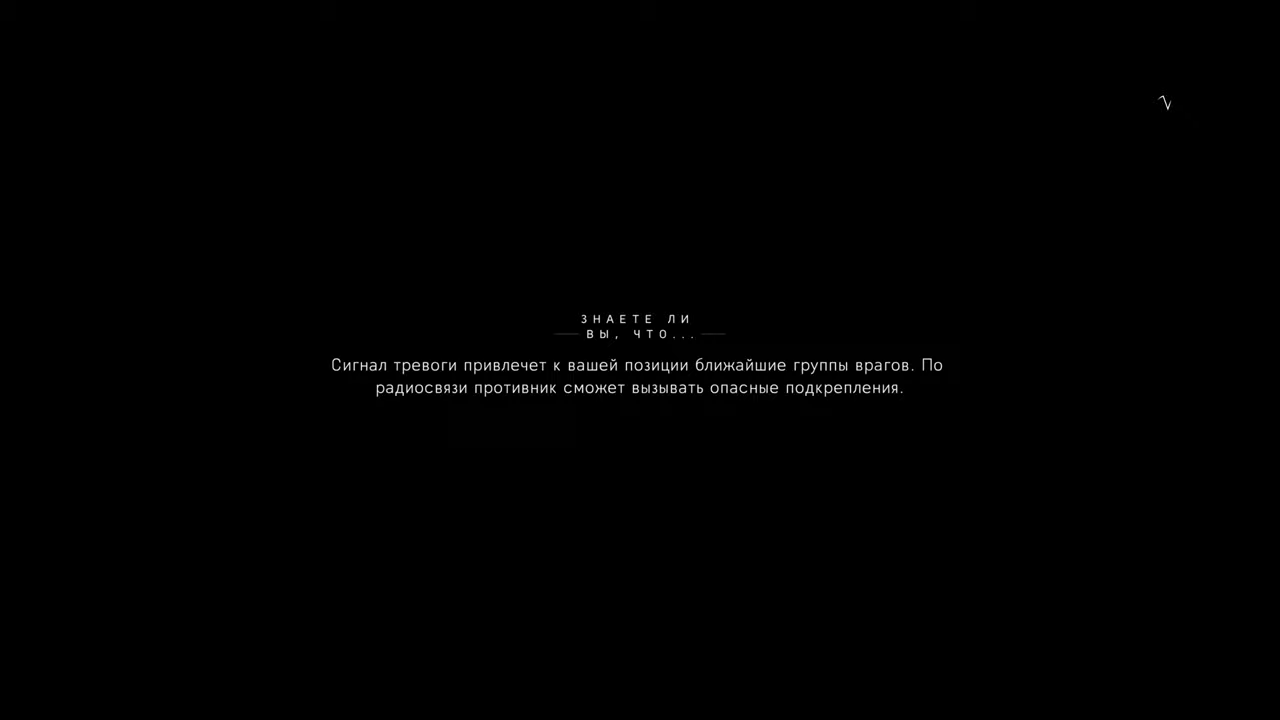 ЗНАЕТЕ ЛИ
ВЫ, ЧТО...
Сигнал тревоги привлечет к вашей позиции ближайшие группы врагов. По
радиосвязи противник сможет вызывать опасные подкрепления.